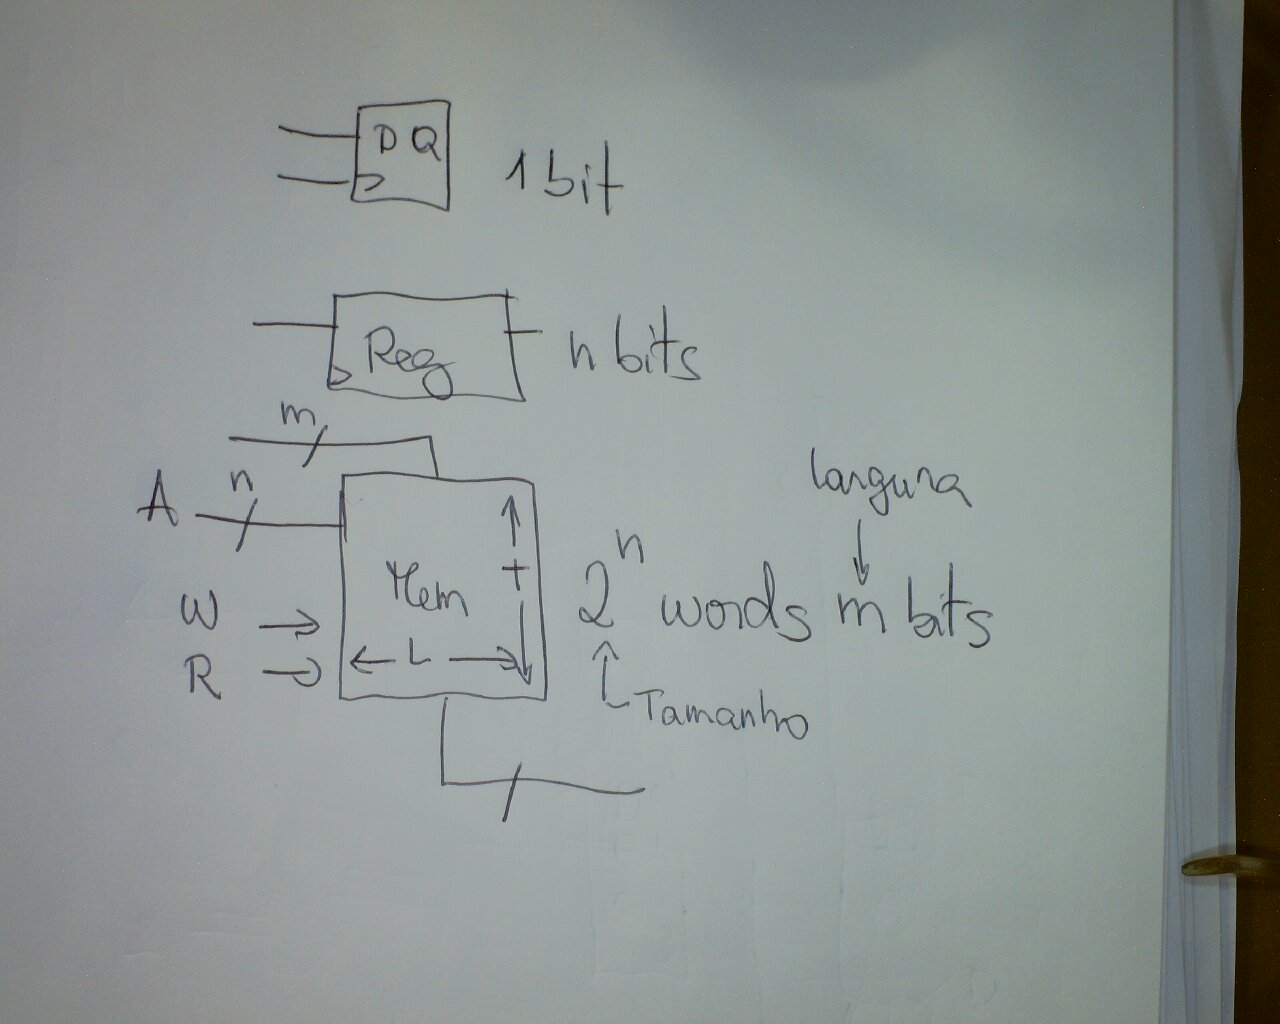 D Q
1 bit
Reg
n bits
m
n
A
largura
Mem
T
2^n words m bits
W
L
R
Tamanho